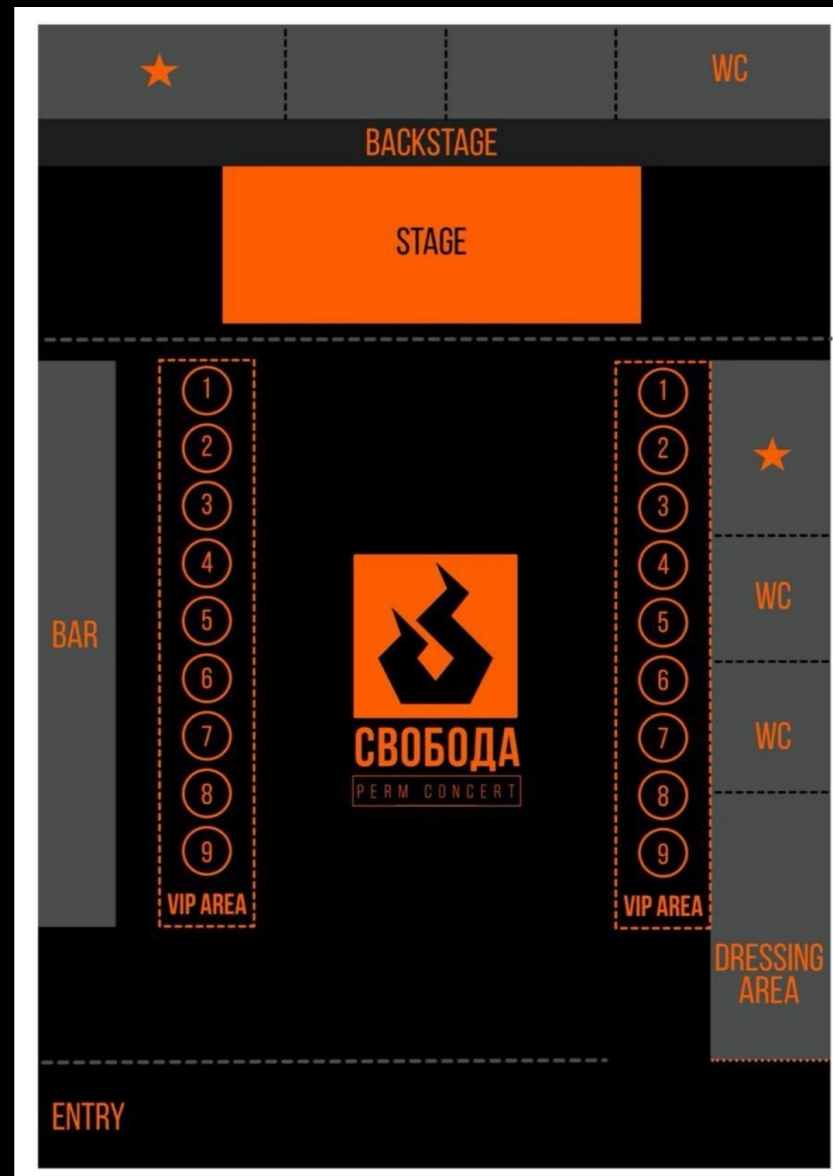 WC
BACKSTAGE
STAGE
1
2
3
4
5
6
7
8
9
VIP AREA
BAR
СВОБОДА
PERM CONCERT
1
2
3
4
5
6
7
8
9
VIP AREA
WC
WC
DRESSING
AREA
ENTRY